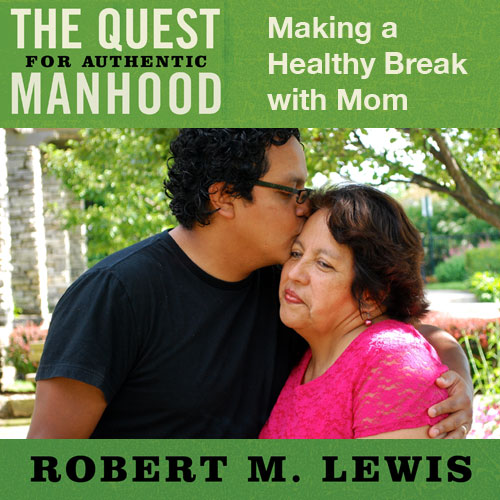 THE QUEST
FOR AUTHENTIC
MANHOOD
Making a
Healthy Break
with Mom
ROBERT M. LEWIS